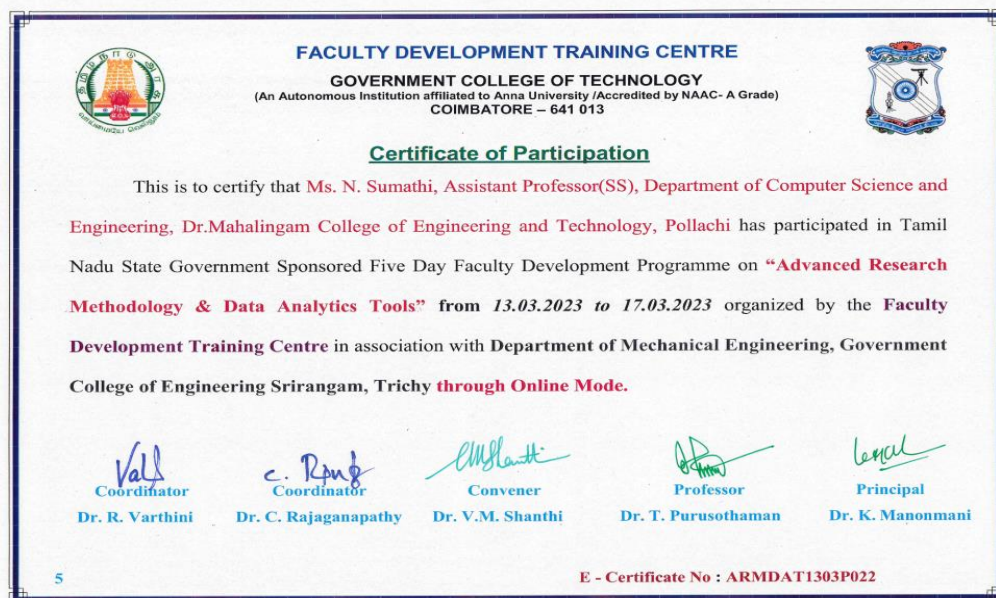 FACULTY DEVELOPMENT TRAINING CENTRE
GOVERNMENT COLLEGE OF TECHNOLOGY
(An Autonomous Institution affiliated to Anna University /Accredited by NAAC- A Grade)
COIMBATORE – 641 013
Certificate of Participation
This is to certify that Ms. N. Sumathi, Assistant Professor(SS), Department of Computer Science and
Engineering, Dr.Mahalingam College of Engineering and Technology, Pollachi has participated in Tamil
Nadu State Government Sponsored Five Day Faculty Development Programme on “Advanced Research
Methodology & Data Analytics Tools” from 13.03.2023 to 17.03.2023 organized by the Faculty
Development Training Centre in association with Department of Mechanical Engineering, Government
College of Engineering Srirangam, Trichy through Online Mode.
Coordinator
Dr. R. Varthini
Coordinator
Dr. C. Rajaganapathy
Convener
Dr. V.M. Shanthi
Professor
Dr. T. Purusothaman
Principal
Dr. K. Manonmani
5
E - Certificate No : ARMDAT1303P022